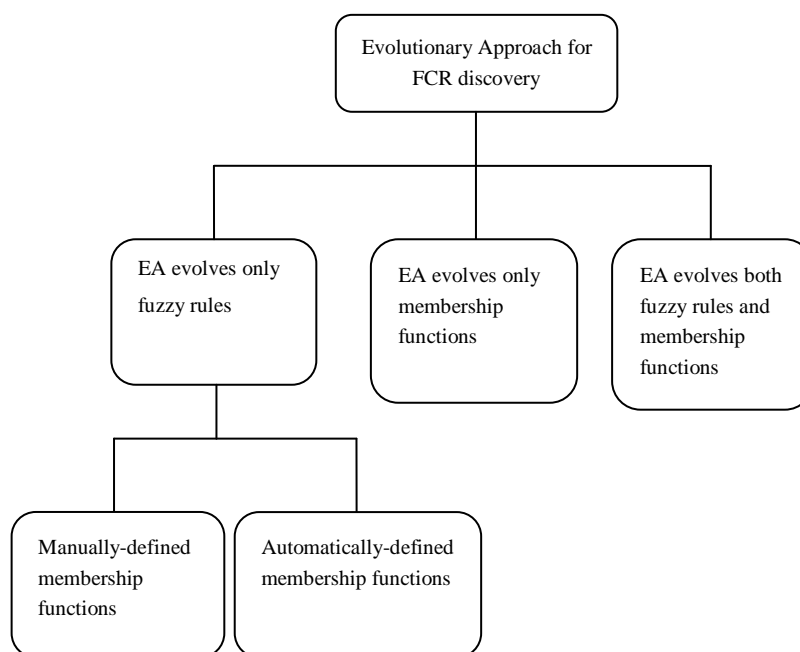 Evolutionary Approach for
FCR discovery
EA evolves only
fuzzy rules
EA evolves only
membership
functions
EA evolves both
fuzzy rules and
membership
functions
Manually-defined
membership
functions
Automatically-defined
membership functions